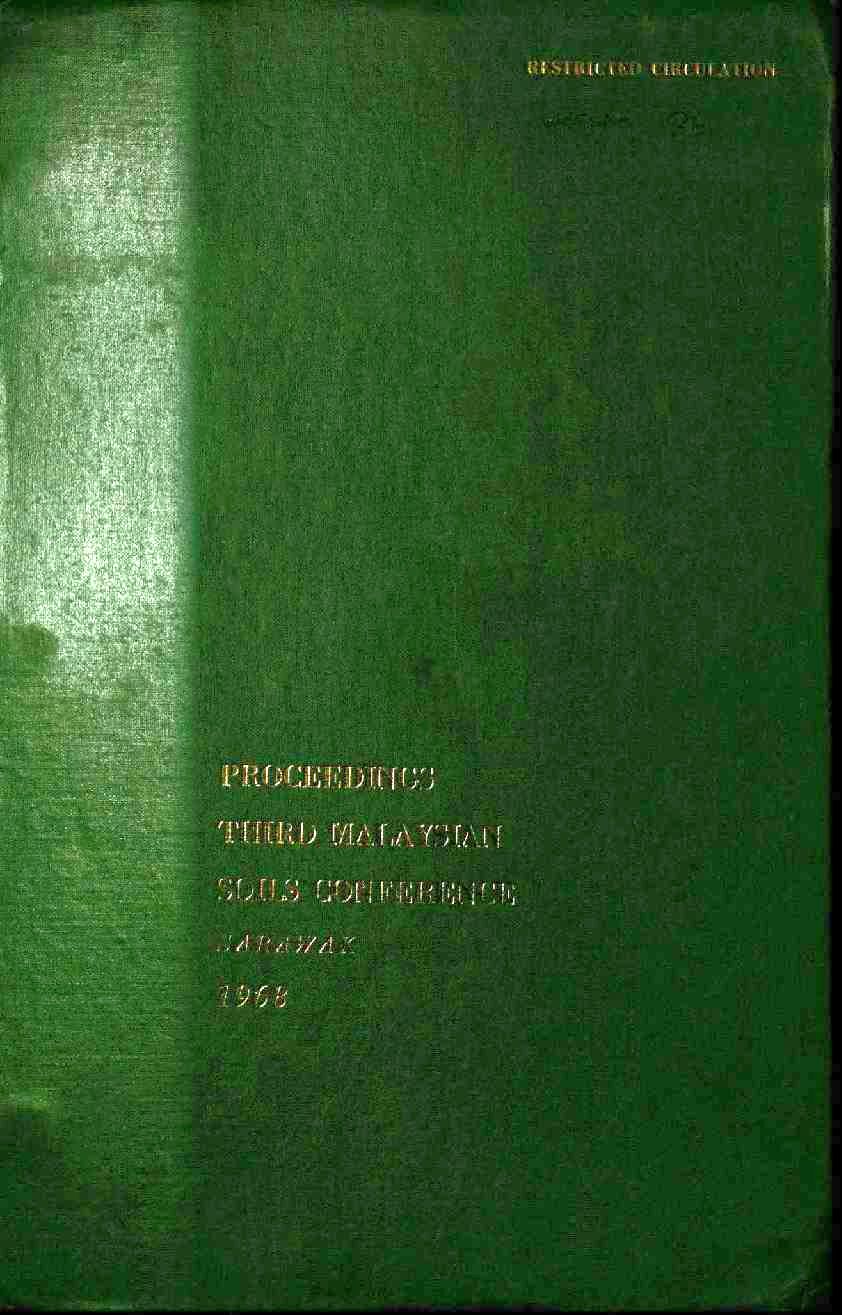 RESTRICTED CIRCULATION
PROCEEDINGS
THIRD MALAYSIAN
SOILS CONFERENCE
SARAWAK
1968